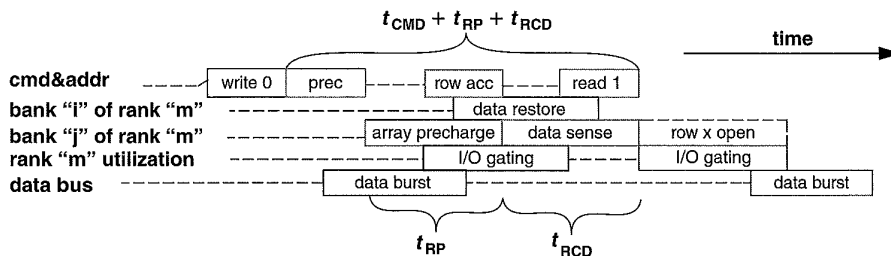 tCMD + tRP + tRCD
time
cmd&addr write 0 prec row acc read 1
bank "i" of rank "m" data restore
bank "j" of rank "m" array precharge data sense row x open
rank "m" utilization I/O gating I/O gating
data bus data burst data burst
tRP tRCD